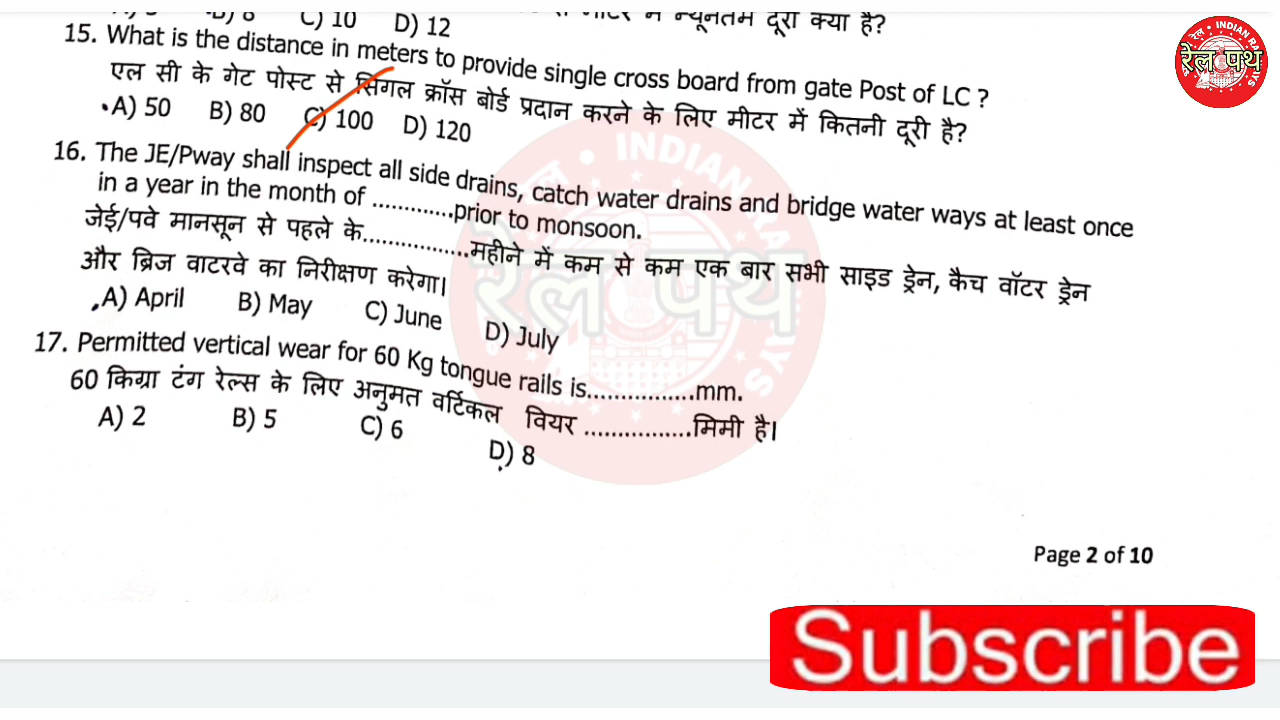 C) 10 D) 12 न्यूनतम दूरी क्या है?
15. What is the distance in meters to provide single cross board from gate Post of LC ?
एल सी के गेट पोस्ट से सिंगल क्रॉस बोर्ड प्रदान करने के लिए मीटर में कितनी दूरी है?
A) 50 B) 80 C) 100 D) 120
16. The JE/Pway shall inspect all side drains, catch water drains and bridge water ways at least once
in a year in the month of ............prior to monsoon.
जेई/पवे मानसून से पहले के................महीने में कम से कम एक बार सभी साइड ड्रेन, कैच वॉटर ड्रेन
और ब्रिज वाटरवे का निरीक्षण करेगा।
A) April B) May C) June D) July
17. Permitted vertical wear for 60 Kg tongue rails is................mm.
60 किग्रा टंग रेल्स के लिए अनुमत वर्टिकल वियर ................मिमी है।
A) 2 B) 5 C) 6 D) 8
Page 2 of 10
रेल पथ
INDIAN
रेल पथ
Subscribe